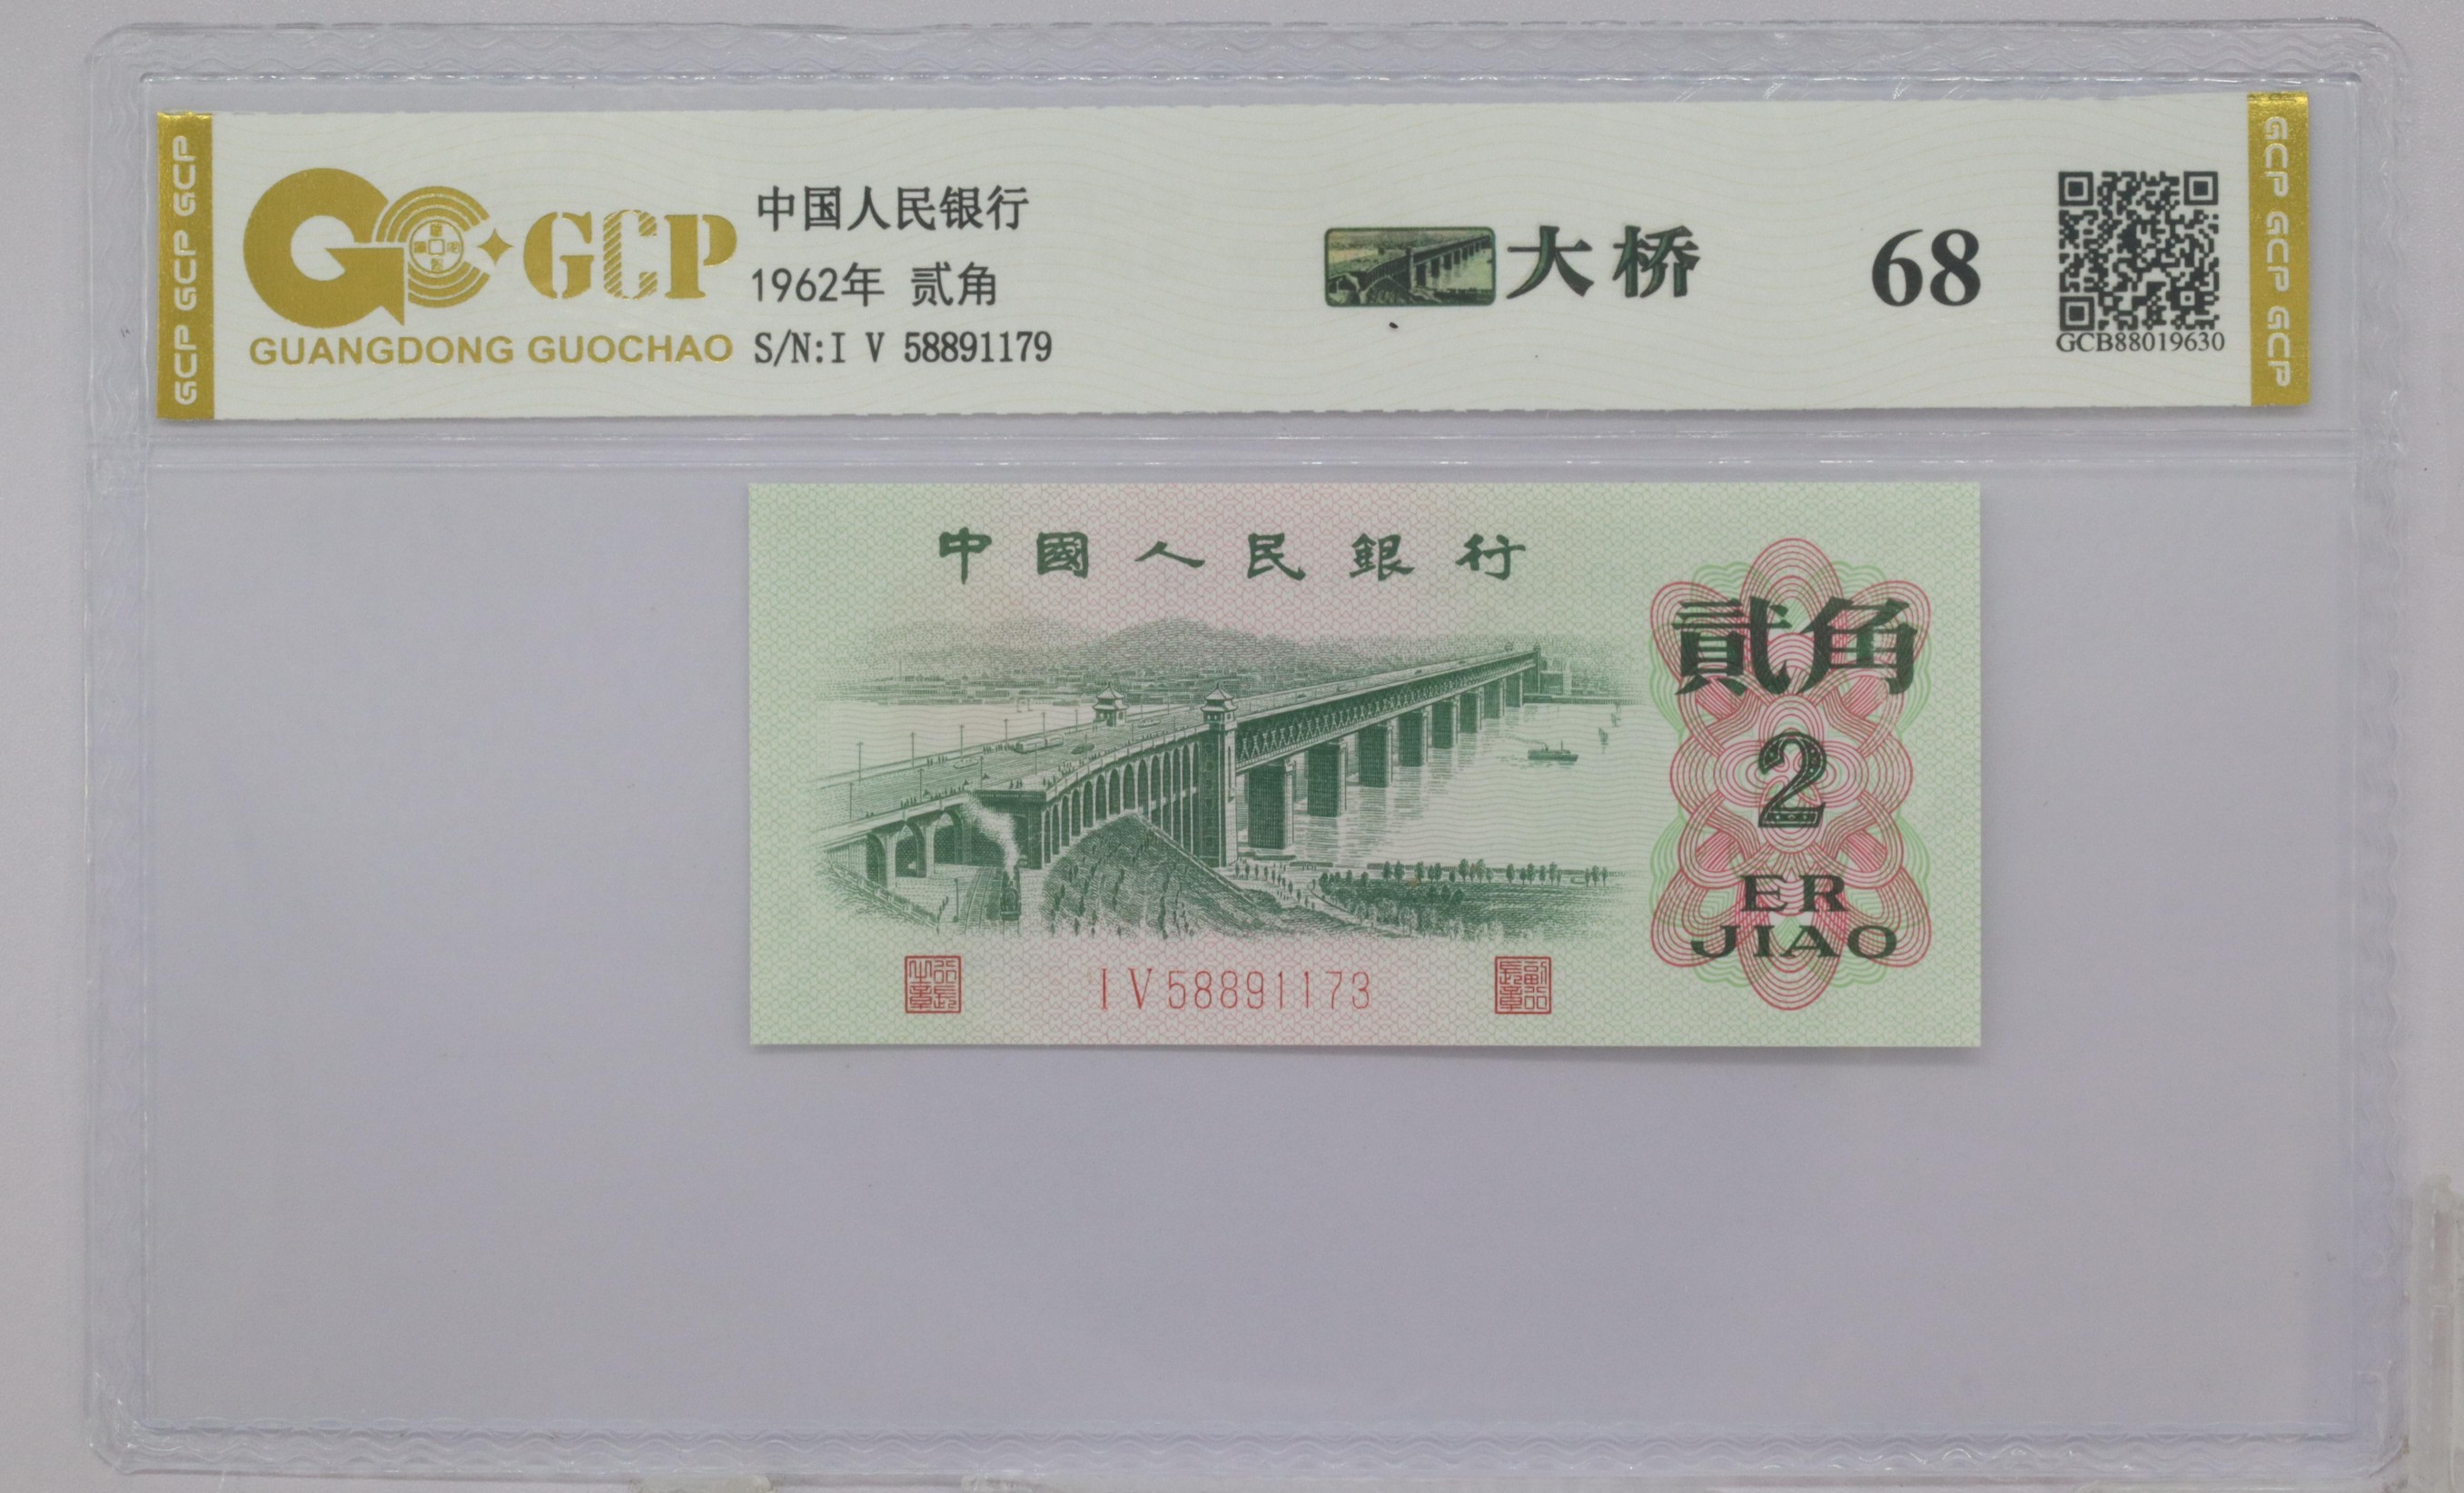 GCP GCP GCP
GCP
GUANGDONG GUOCHAO
中国人民银行
1962年 贰角
S/N:I V 58891179
大桥
68
GCB88019630
GCP GCP GCP
中國人民銀行
貳角
2
ER
JIAO
I V 58891173